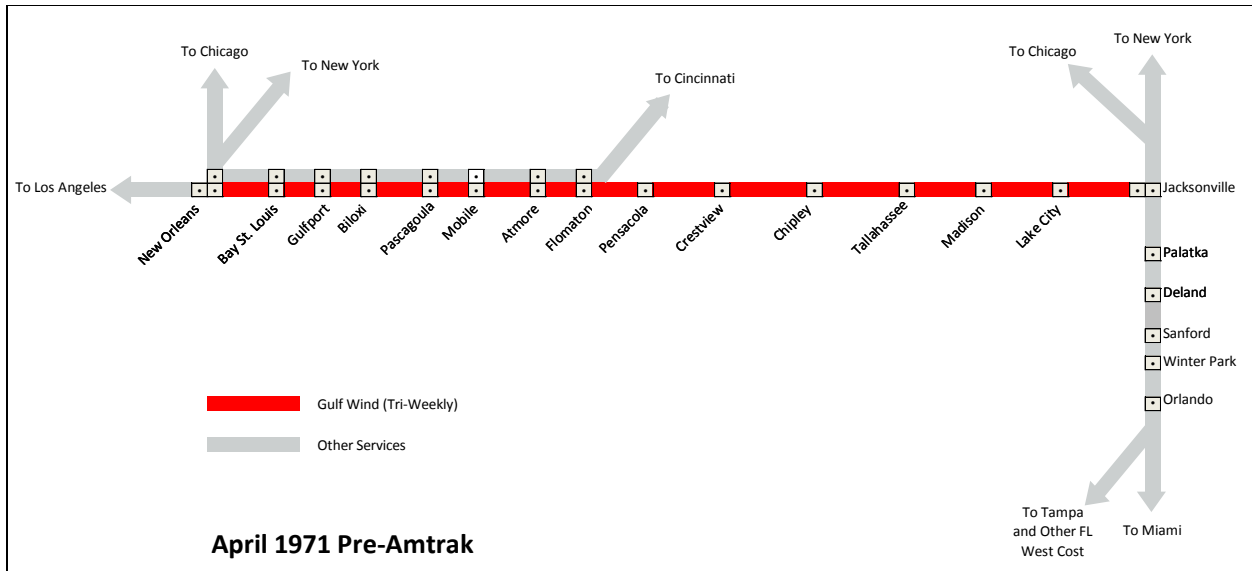 To Chicago
To New York
To Cincinnati
To Chicago
To New York
To Los Angeles
Jacksonville
New Orleans
Bay St. Louis
Gulfport
Biloxi
Pascagoula
Mobile
Atmore
Flomaton
Pensacola
Crestview
Chipley
Tallahassee
Madison
Lake City
Palatka
Deland
Sanford
Winter Park
Orlando
Gulf Wind (Tri-Weekly)
Other Services
To Tampa
and Other FL
West Cost
To Miami
April 1971 Pre-Amtrak